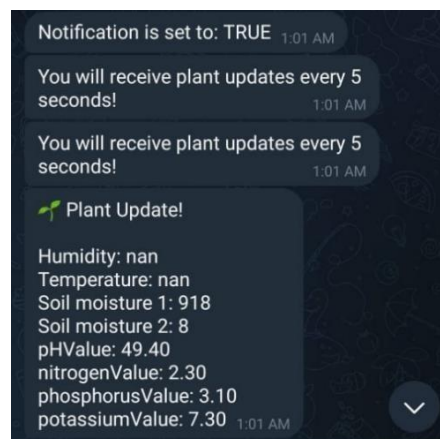 Notification is set to: TRUE 1:01 AM
You will receive plant updates every 5
seconds! 1:01 AM
You will receive plant updates every 5
seconds! 1:01 AM
🌱 Plant Update!
Humidity: nan
Temperature: nan
Soil moisture 1: 918
Soil moisture 2: 8
pHValue: 49.40
nitrogenValue: 2.30
phosphorusValue: 3.10
potassiumValue: 7.30 1:01 AM